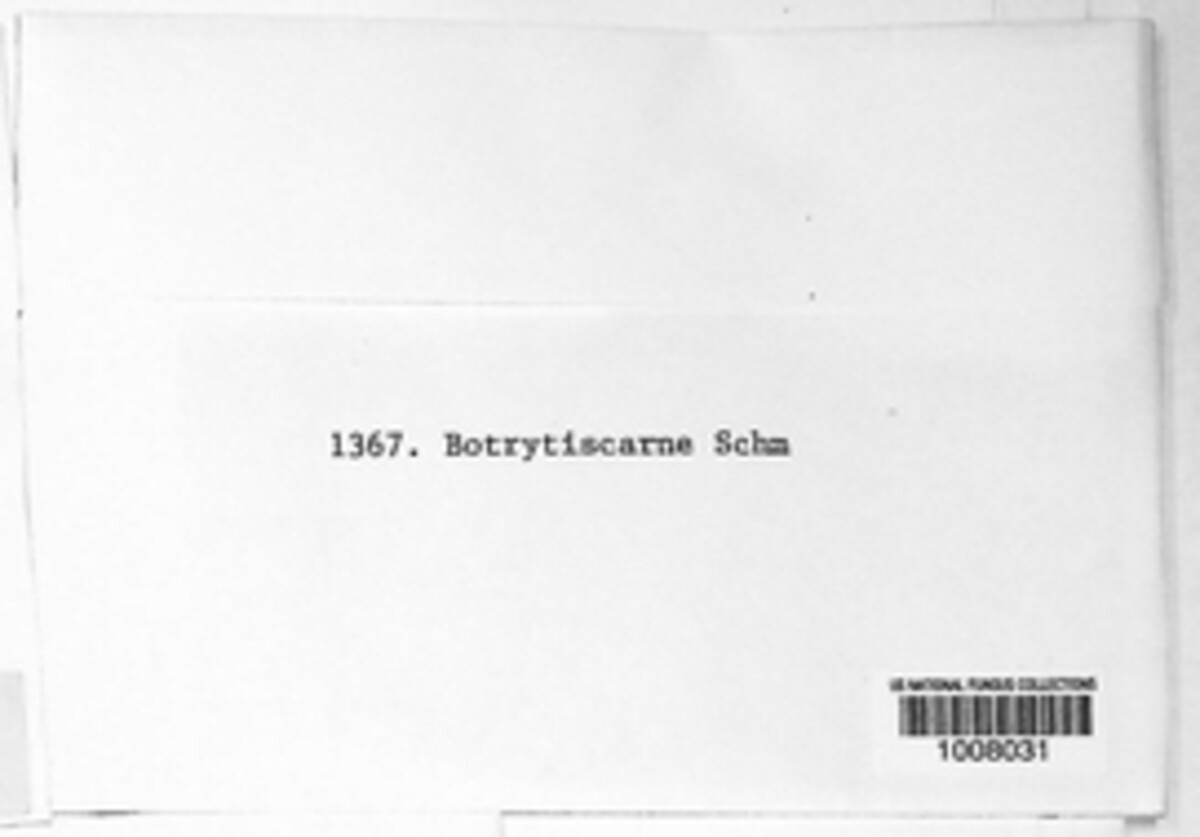 1367. Botrytiscarne Schm
US NATIONAL FUNGUS COLLECTIONS
1008031